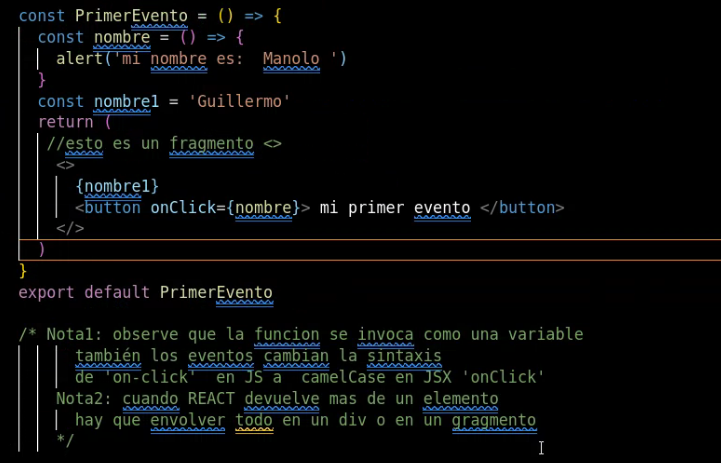 const PrimerEvento = () => {
const nombre = () => {
alert('mi nombre es:  Manolo ')
}
const nombre1 = 'Guillermo'
return (
//esto es un fragmento <>
<>
{nombre1}
<button onClick={nombre}> mi primer evento </button>
</>
)
}
export default PrimerEvento
/* Nota1: observe que la funcion se invoca como una variable
también los eventos cambian la sintaxis
de 'on-click'  en JS a  camelCase en JSX 'onClick'
Nota2: cuando REACT devuelve mas de un elemento
hay que envolver todo en un div o en un gragmento
*/